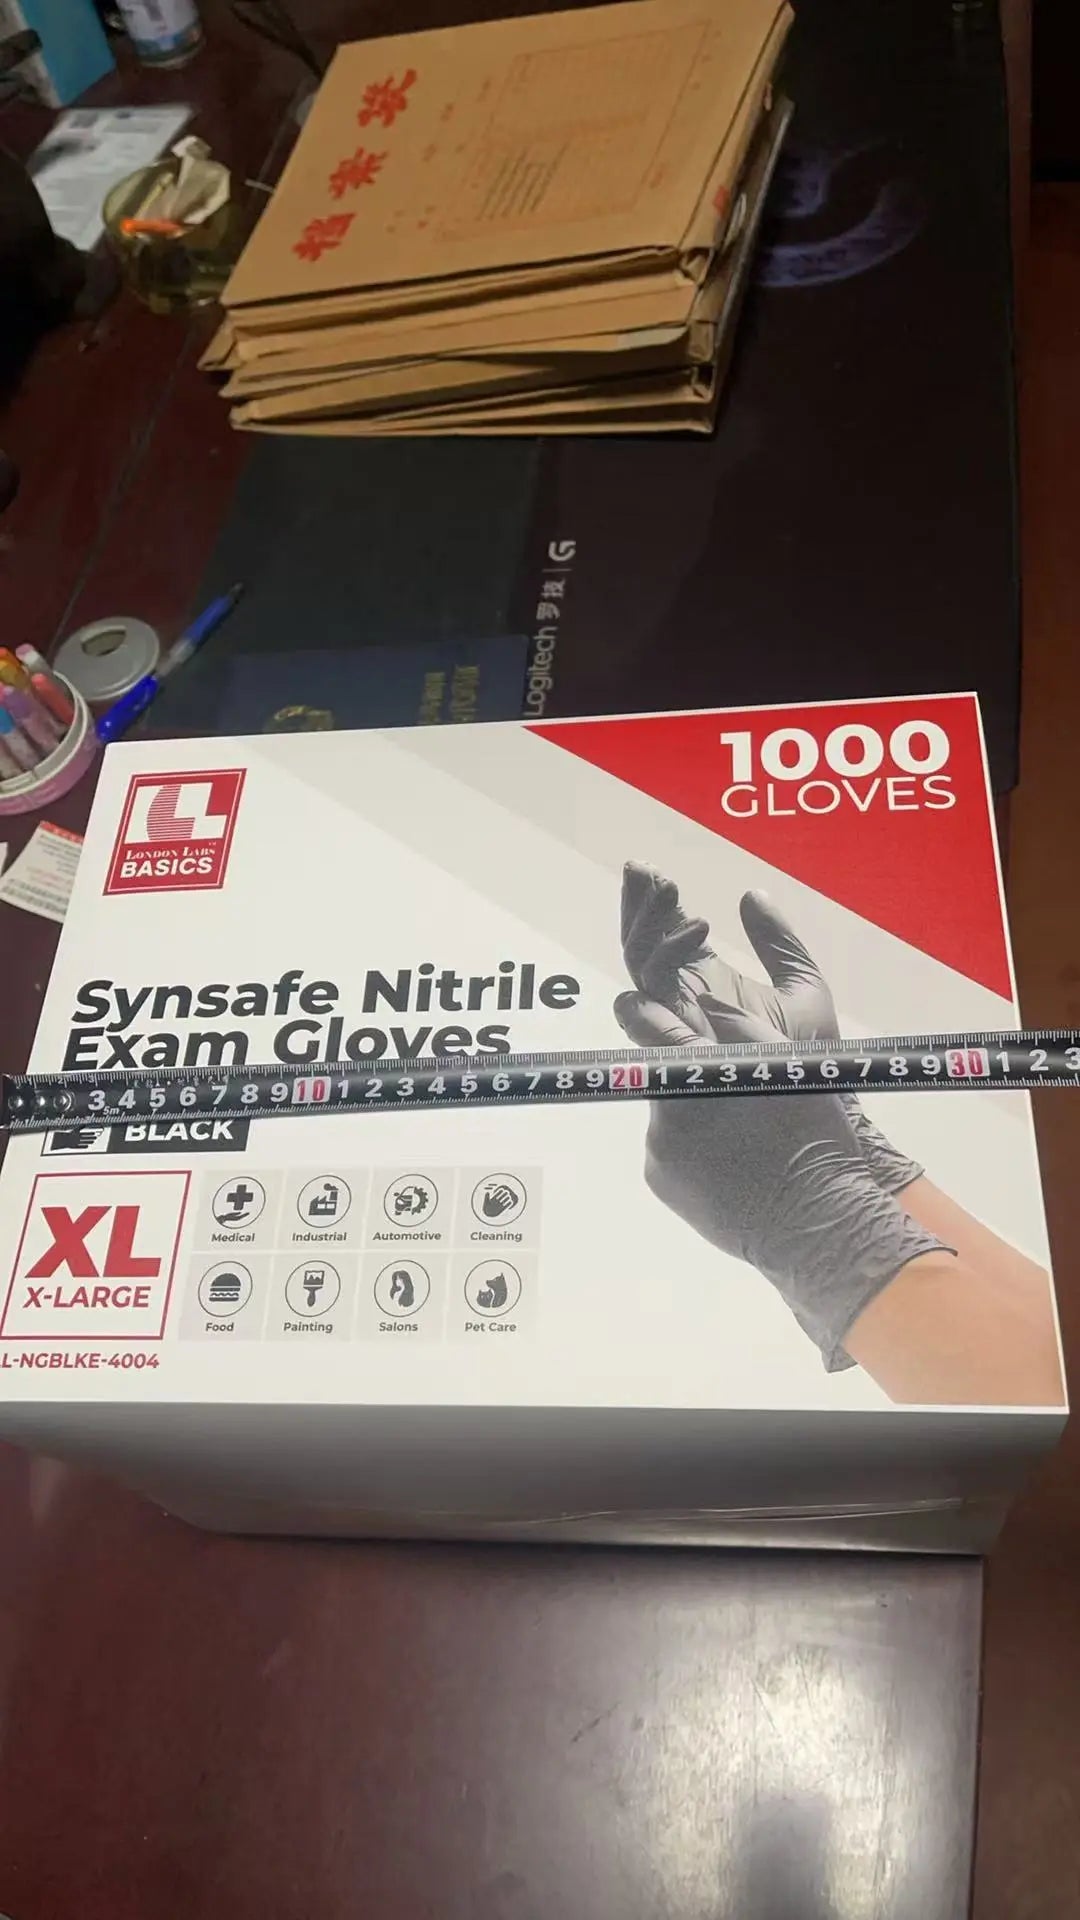 档案袋
Logitech 罗技 | G
1000
GLOVES
LONDON LABS
BASICS
Synsafe Nitrile
Exam Gloves
3 4 5 6 7 8 9 10 1 2 3 4 5 6 7 8 9 20 1 2 3 4 5 6 7 8 9 30 1 2 3
5m
BLACK
XL
X-LARGE
Medical
Industrial
Automotive
Cleaning
Food
Painting
Salons
Pet Care
L-NGBLKE-4004